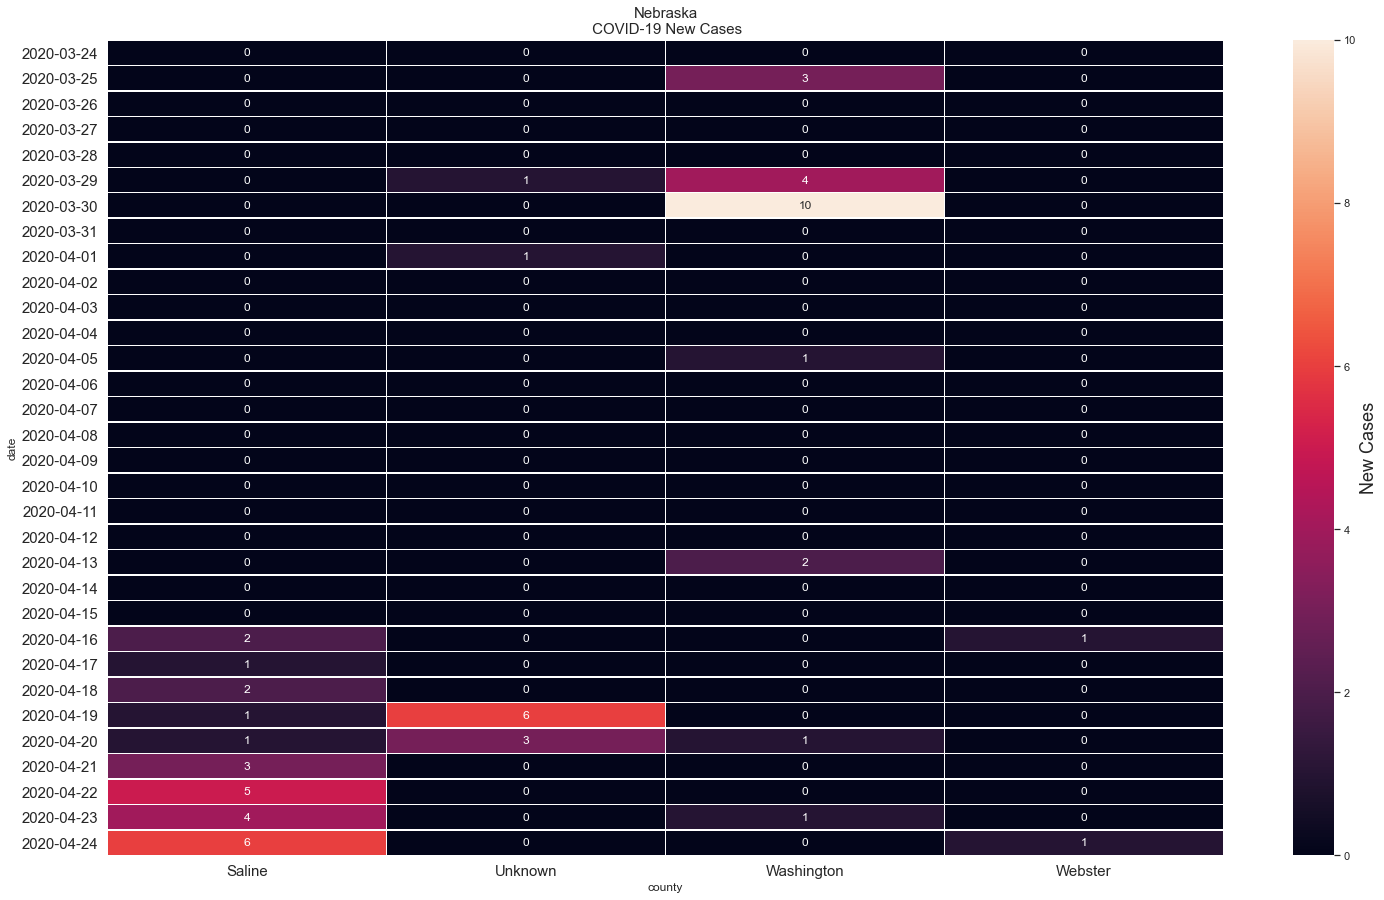 Nebraska
COVID-19 New Cases
2020-03-24 0 0 0 0
2020-03-25 0 0 3 0
2020-03-26 0 0 0 0
2020-03-27 0 0 0 0
2020-03-28 0 0 0 0
2020-03-29 0 1 4 0
2020-03-30 0 0 10 0
2020-03-31 0 0 0 0
2020-04-01 0 1 0 0
2020-04-02 0 0 0 0
2020-04-03 0 0 0 0
2020-04-04 0 0 0 0
2020-04-05 0 0 1 0
2020-04-06 0 0 0 0
2020-04-07 0 0 0 0
2020-04-08 0 0 0 0
2020-04-09 0 0 0 0
2020-04-10 0 0 0 0
2020-04-11 0 0 0 0
2020-04-12 0 0 0 0
2020-04-13 0 0 2 0
2020-04-14 0 0 0 0
2020-04-15 0 0 0 0
2020-04-16 2 0 0 1
2020-04-17 1 0 0 0
2020-04-18 2 0 0 0
2020-04-19 1 6 0 0
2020-04-20 1 3 1 0
2020-04-21 3 0 0 0
2020-04-22 5 0 0 0
2020-04-23 4 0 1 0
2020-04-24 6 0 0 1
Saline Unknown Washington Webster
county
date
10
8
6
4
2
0
New Cases